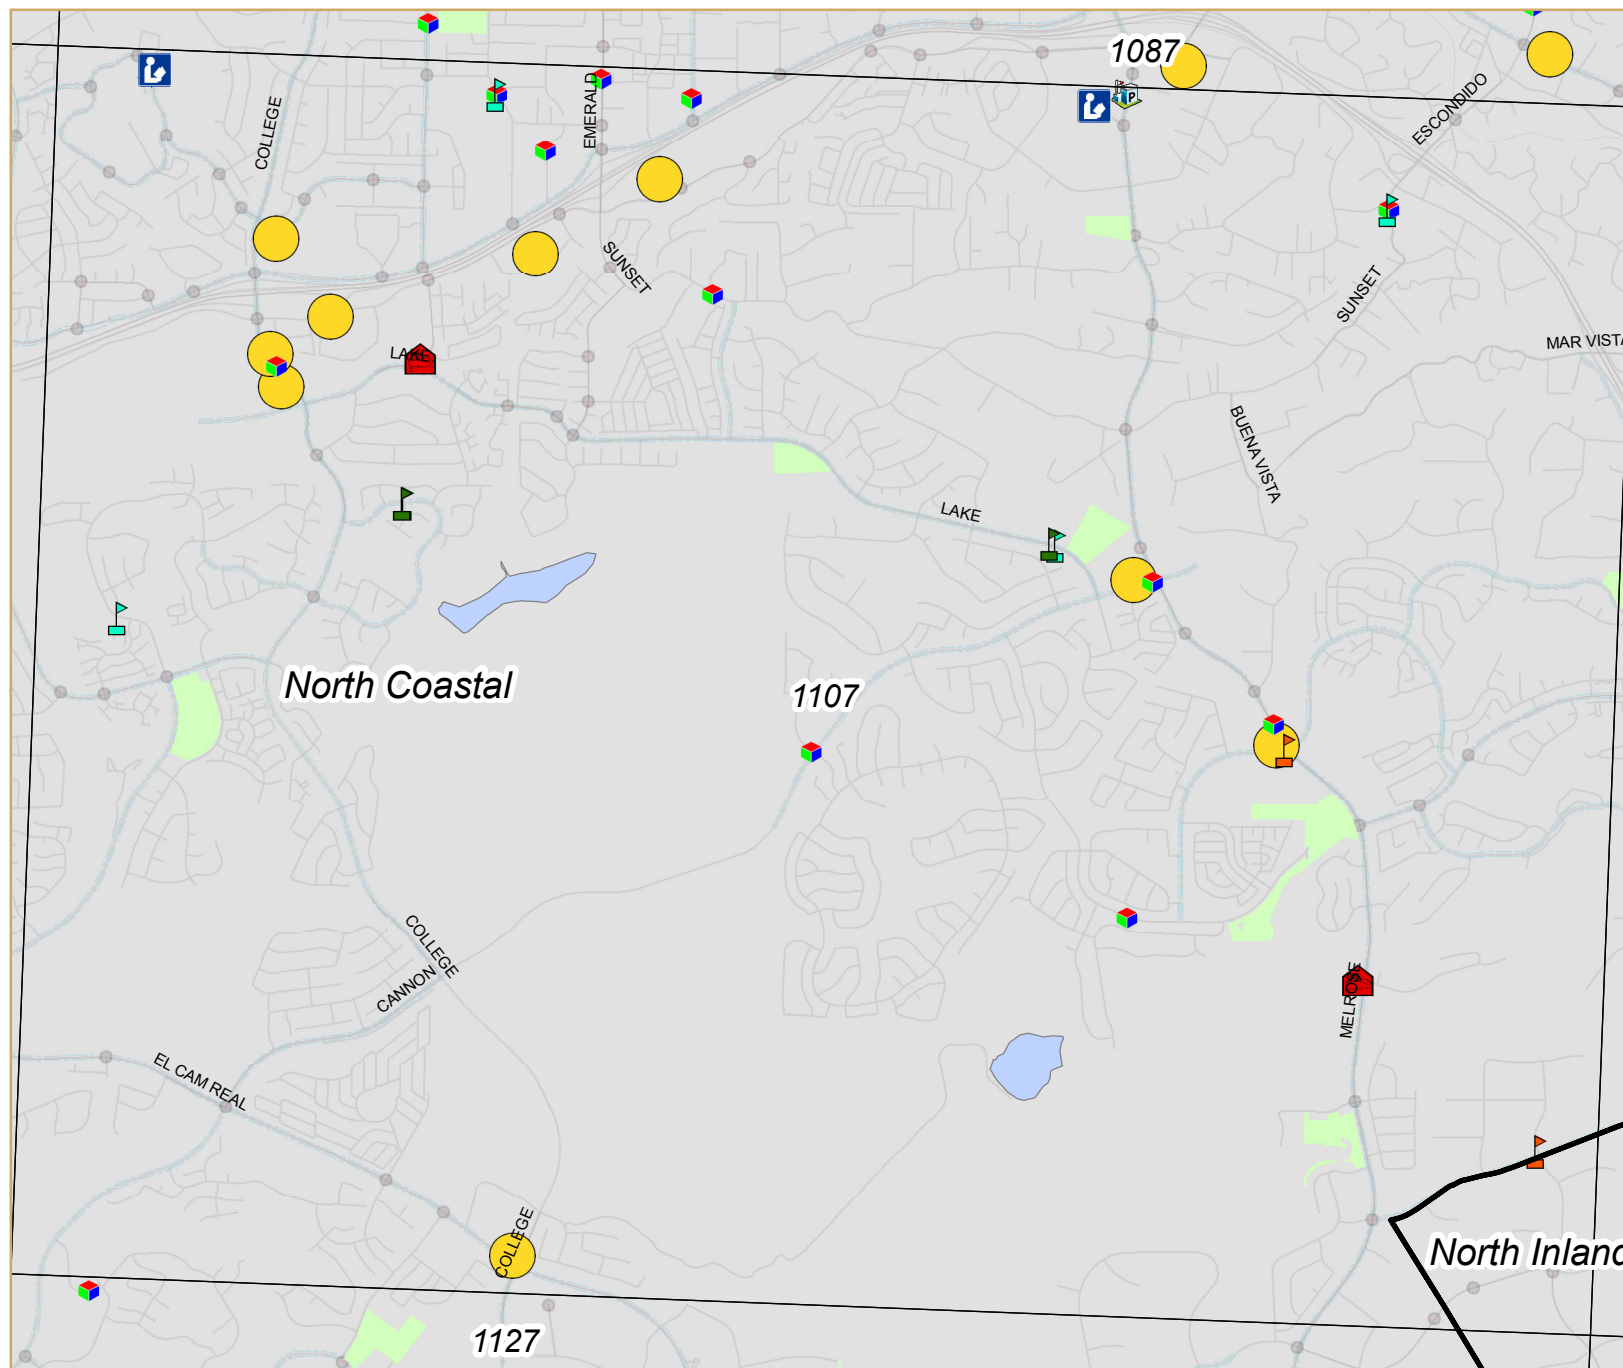 1087
COLLEGE
EMERALD
ESCONDIDO
P
SUNSET
SUNSET
MAR VISTA
LAKE
BUENA VISTA
LAKE
North Coastal
1107
COLLEGE
CANNON
MELROSE
EL CAM REAL
COLLEGE
North Inland
1127